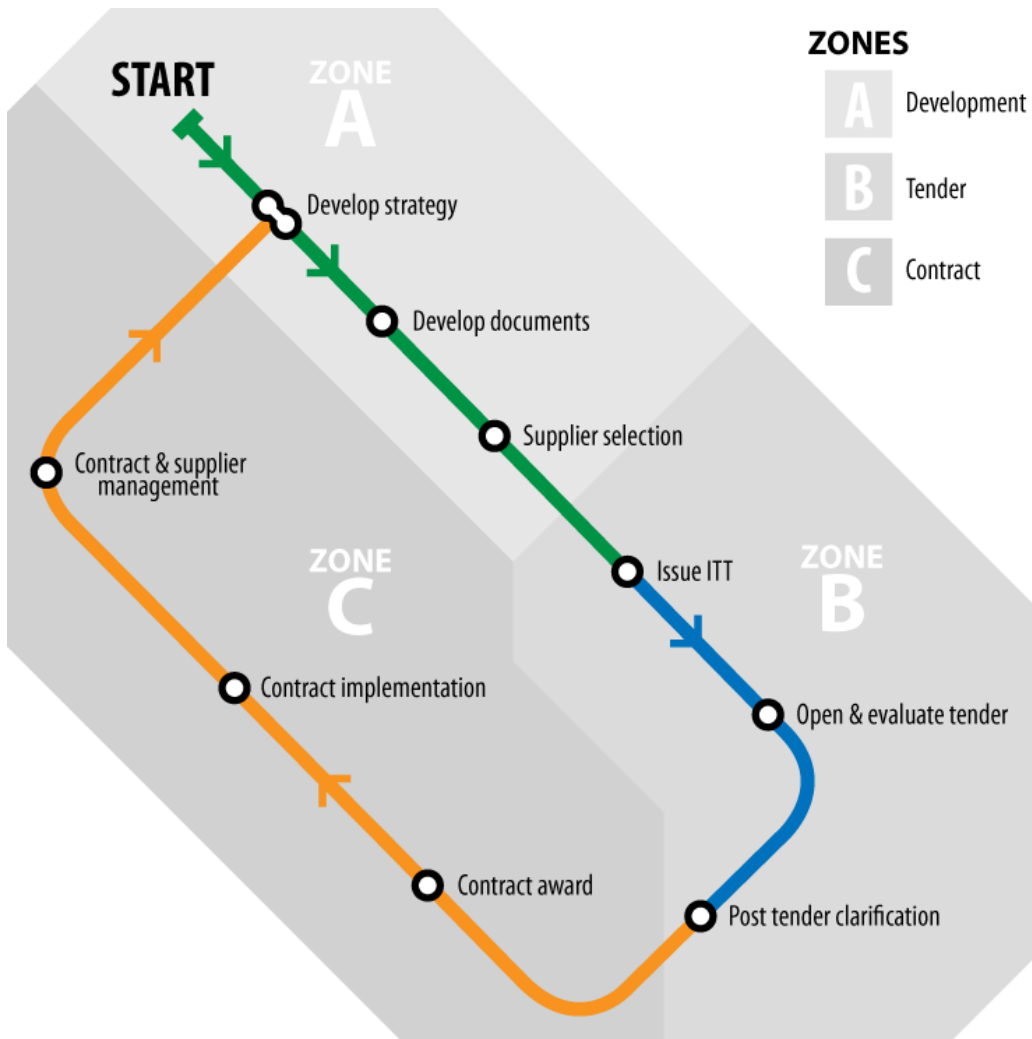 START
ZONE
A
ZONES
A
Development
B
Tender
C
Contract
Develop strategy
Develop documents
Supplier selection
Contract & supplier
management
ZONE
C
Issue ITT
ZONE
B
Contract implementation
Open & evaluate tender
Contract award
Post tender clarification